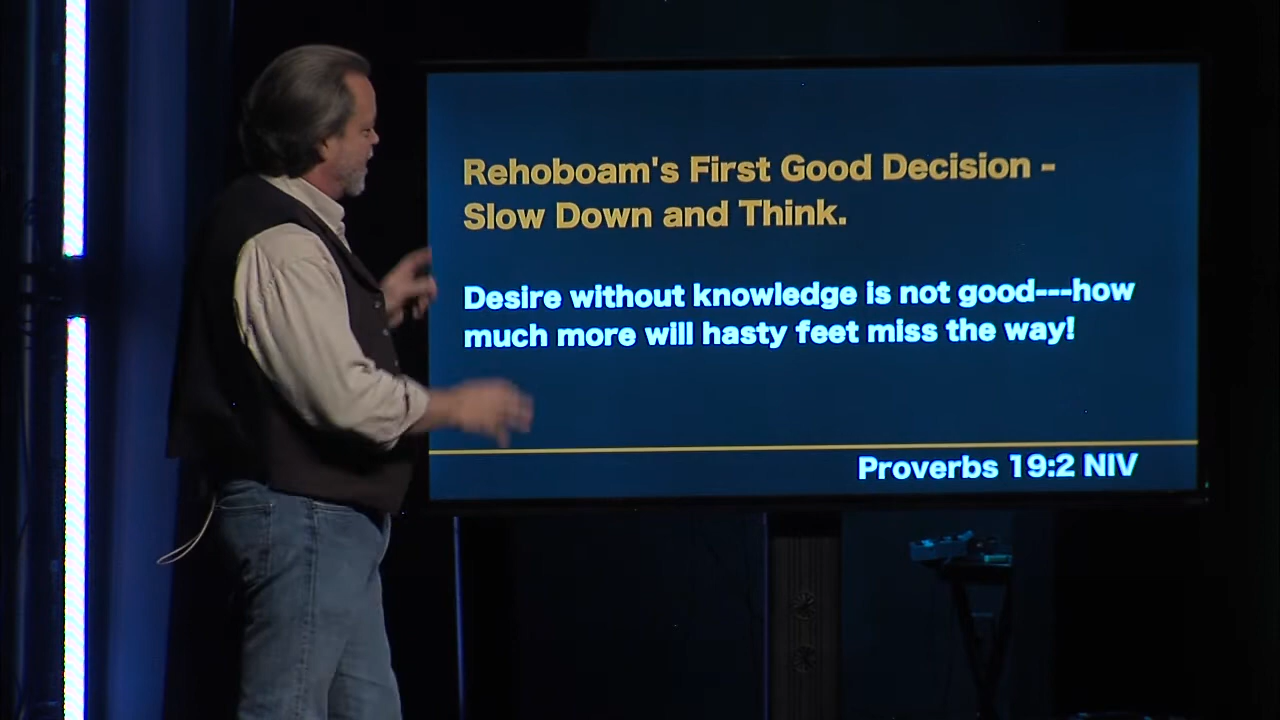 Rehoboam's First Good Decision -
Slow Down and Think.
Desire without knowledge is not good---how
much more will hasty feet miss the way!
Proverbs 19:2 NIV